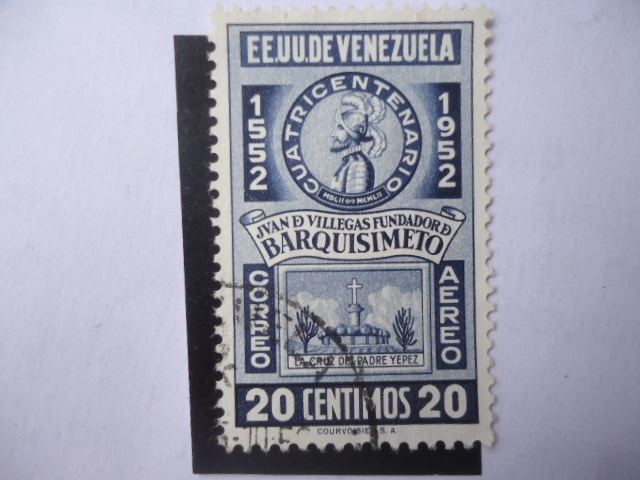 EE.UU.DE VENEZUELA
CUATRICENTENARIO
1552
1952
MDLII MCMLII
JVAN Đ VILLEGAS FUNDADOR Đ
BARQUISIMETO
CORREO
AEREO
LA CRUZ DEL PADRE YEPEZ
20 CENTIMOS 20
COURVOISIER S. A